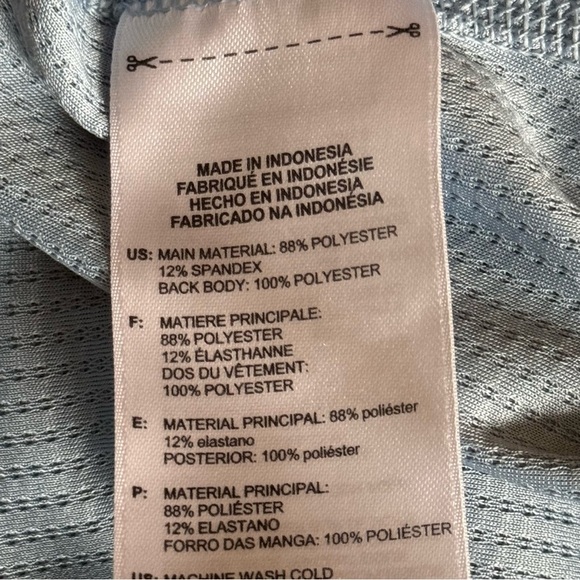 MADE IN INDONESIA
FABRIQUÉ EN INDONÉSIE
HECHO EN INDONESIA
FABRICADO NA INDONÉSIA
US: MAIN MATERIAL: 88% POLYESTER
12% SPANDEX
BACK BODY: 100% POLYESTER
F: MATIERE PRINCIPALE:
88% POLYESTER
12% ÉLASTHANNE
DOS DU VÊTEMENT:
100% POLYESTER
E: MATERIAL PRINCIPAL: 88% poliéster
12% elastano
POSTERIOR: 100% poliéster
P: MATERIAL PRINCIPAL:
88% POLIÉSTER
12% ELASTANO
FORRO DAS MANGA: 100% POLIÉSTER
US: MACHINE WASH COLD